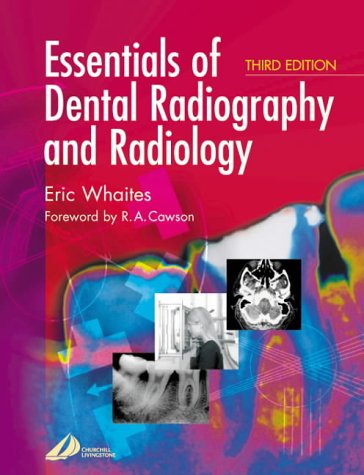 Essentials of
THIRD EDITION
Dental Radiography
and Radiology
Eric Whaites
Foreword by R. A. Cawson
CHURCHILL
LIVINGSTONE